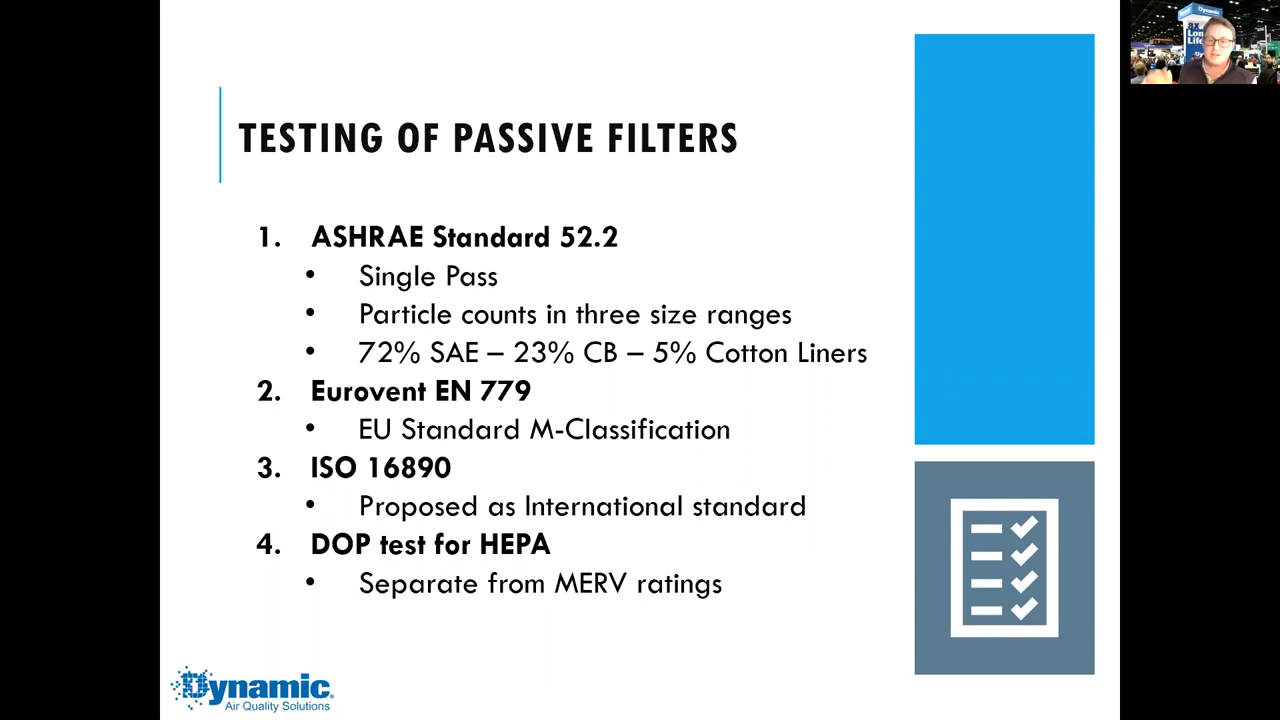 TESTING OF PASSIVE FILTERS
1. ASHRAE Standard 52.2
• Single Pass
• Particle counts in three size ranges
• 72% SAE – 23% CB – 5% Cotton Liners
2. Eurovent EN 779
• EU Standard M-Classification
3. ISO 16890
• Proposed as International standard
4. DOP test for HEPA
• Separate from MERV ratings
Dynamic
Air Quality Solutions
Dynamic
8X